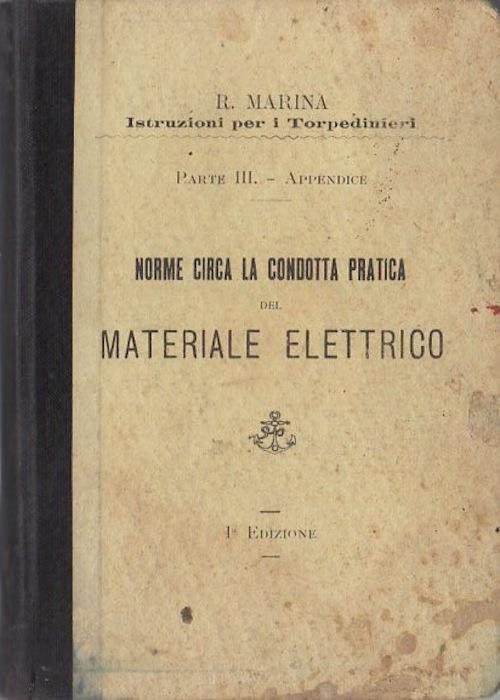 R. MARINA
Istruzioni per i Torpedinieri
PARTE III. - APPENDICE
NORME CIRCA LA CONDOTTA PRATICA
DEL
MATERIALE ELETTRICO
1ª EDIZIONE